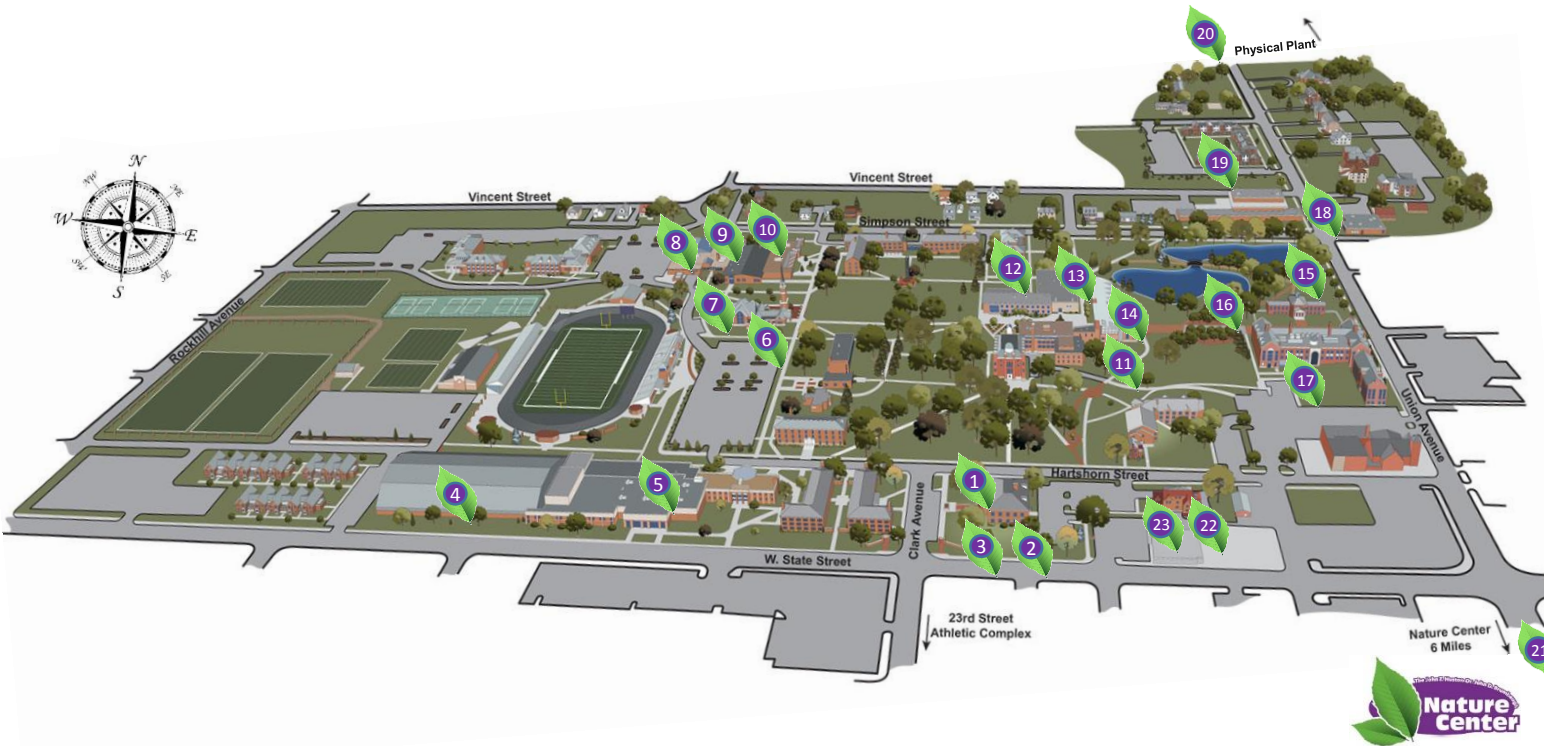 20
Physical Plant
N
NW
NE
W
E
SW
SE
S
19
Vincent Street
Vincent Street
18
Simpson Street
8
9
10
12
13
15
7
6
14
16
11
17
Rockhill Avenue
Union Avenue
4
5
1
Hartshorn Street
Clark Avenue
3
2
23
22
W. State Street
23rd Street
Athletic Complex
Nature Center
6 Miles
21
Nature
Center